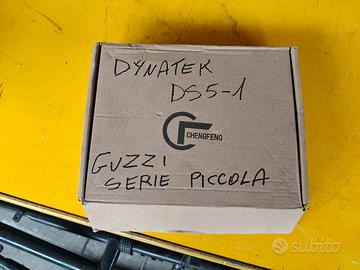 DYNATEK
DS5-1
CHENGFENG
GUZZI
SERIE PICCOLA
subito